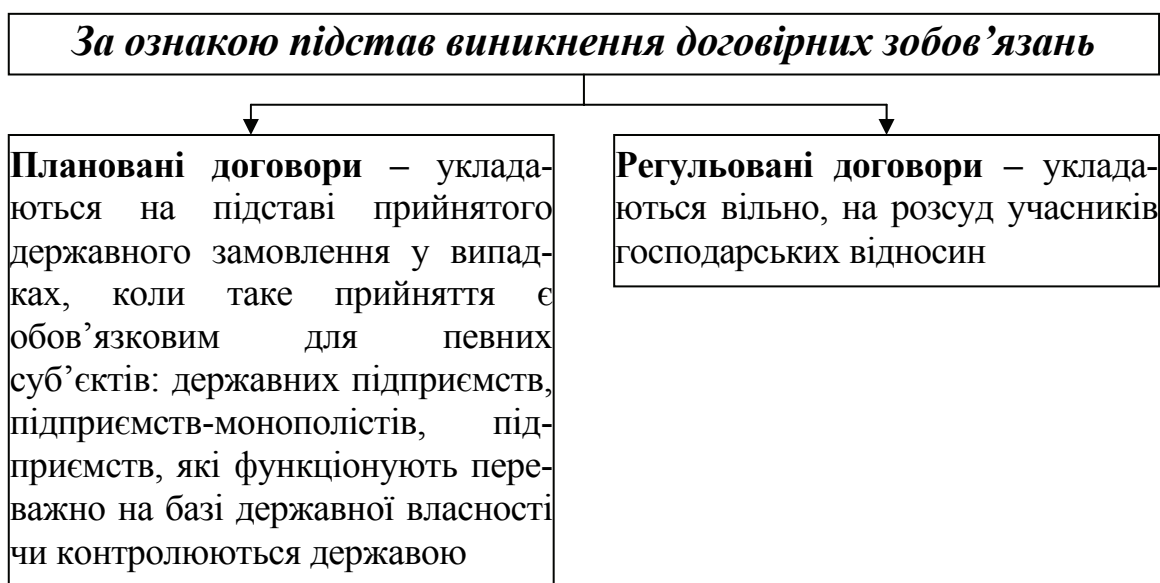 За ознакою підстав виникнення договірних зобов’язань
Плановані договори – уклада-
ються на підставі прийнятого
державного замовлення у випад-
ках, коли таке прийняття є
обов’язковим для певних
суб’єктів: державних підприємств,
підприємств-монополістів, під-
приємств, які функціонують пере-
важно на базі державної власності
чи контролюються державою
Регульовані договори – уклада-
ються вільно, на розсуд учасників
господарських відносин